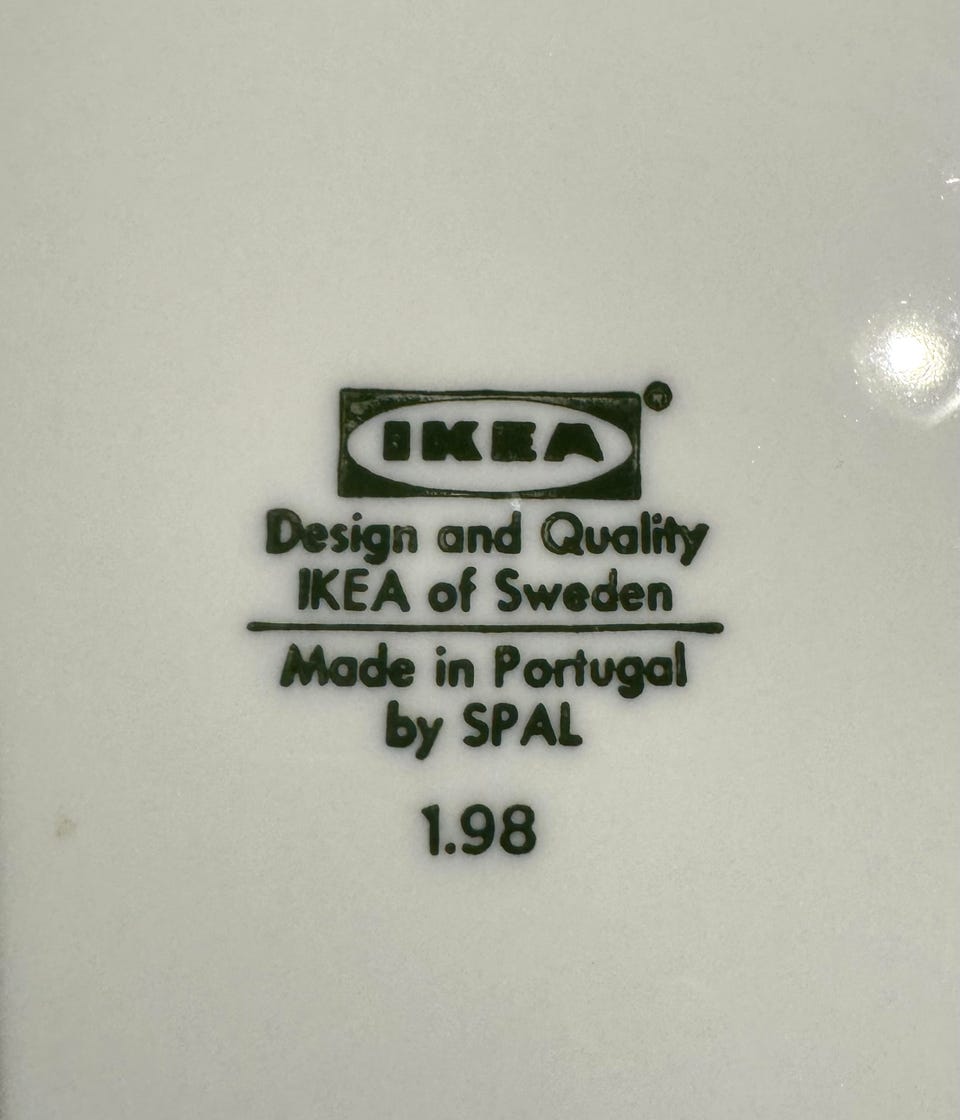 IKEA®
Design and Quality
IKEA of Sweden
Made in Portugal
by SPAL
1.98